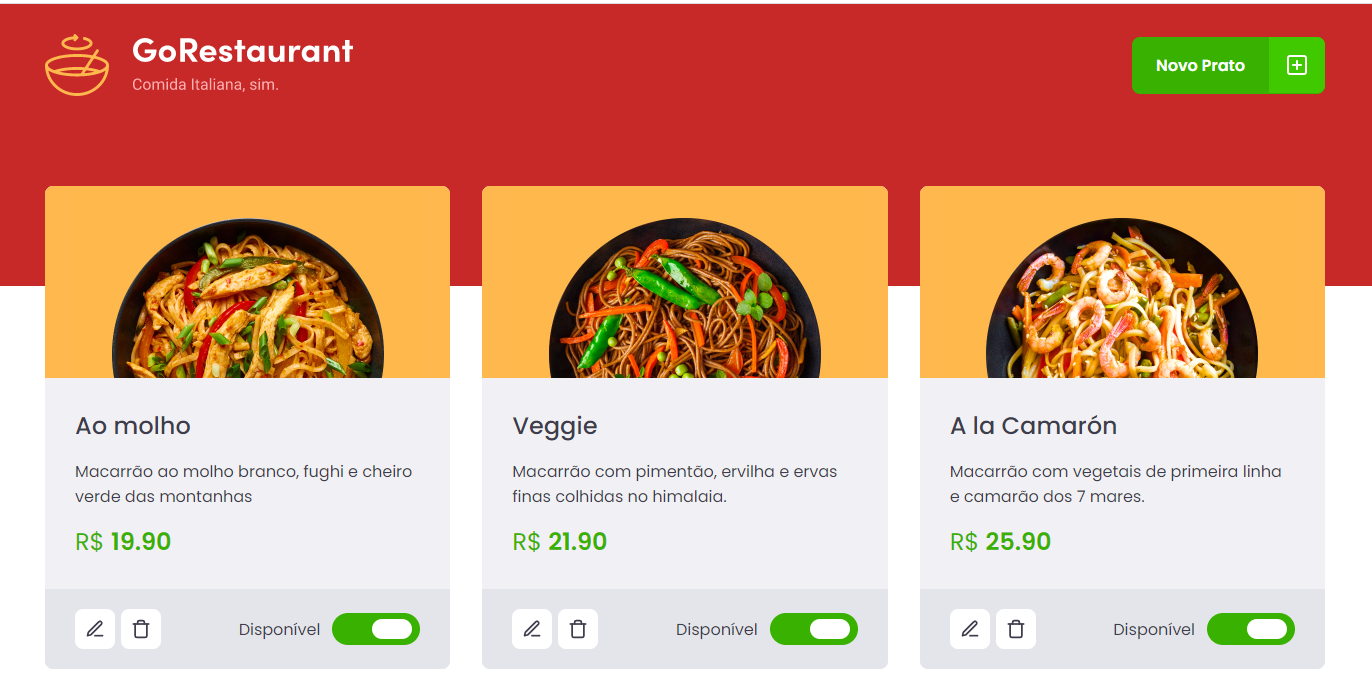 GoRestaurant
Comida Italiana, sim.
Novo Prato
Ao molho
Macarrão ao molho branco, fughi e cheiro
verde das montanhas
R$ 19.90
Disponível
Veggie
Macarrão com pimentão, ervilha e ervas
finas colhidas no himalaia.
R$ 21.90
Disponível
A la Camarón
Macarrão com vegetais de primeira linha
e camarão dos 7 mares.
R$ 25.90
Disponível